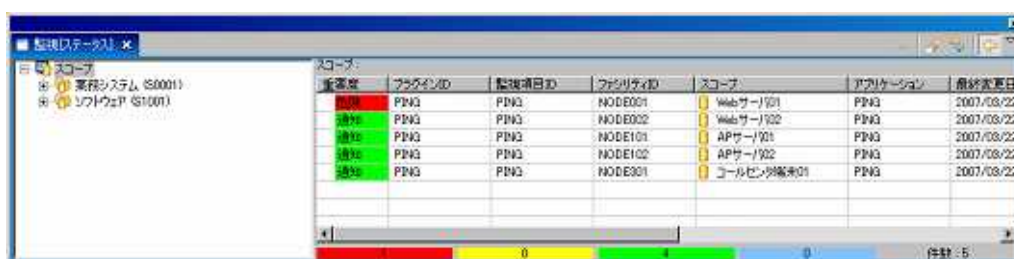 監視[ステータス]
スコープ
業務システム (S0001)
ソフトウェア (S1001)
スコープ:
重要度 プラグインID 監視項目ID ファシリティID スコープ アプリケーション 最終変更日
危険 PING PING NODE001 Webサーバ01 PING 2007/03/22
通知 PING PING NODE002 Webサーバ02 PING 2007/03/22
通知 PING PING NODE101 APサーバ01 PING 2007/03/22
通知 PING PING NODE102 APサーバ02 PING 2007/03/22
通知 PING PING NODE301 コールセンタ端末01 PING 2007/03/22
1 0 4 0 件数 : 5